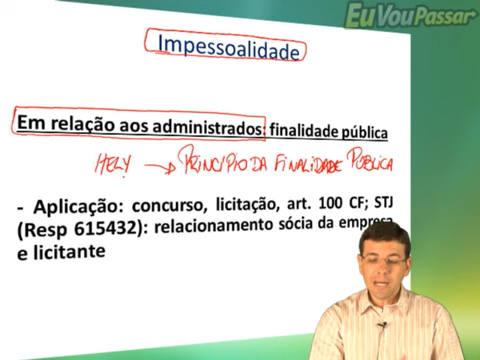 EuVouPassar
Impessoalidade
Em relação aos administrados: finalidade pública
HELY → PRINCÍPIO DA FINALIDADE PÚBLICA
- Aplicação: concurso, licitação, art. 100 CF; STJ
(Resp 615432): relacionamento sócia da empresa
e licitante